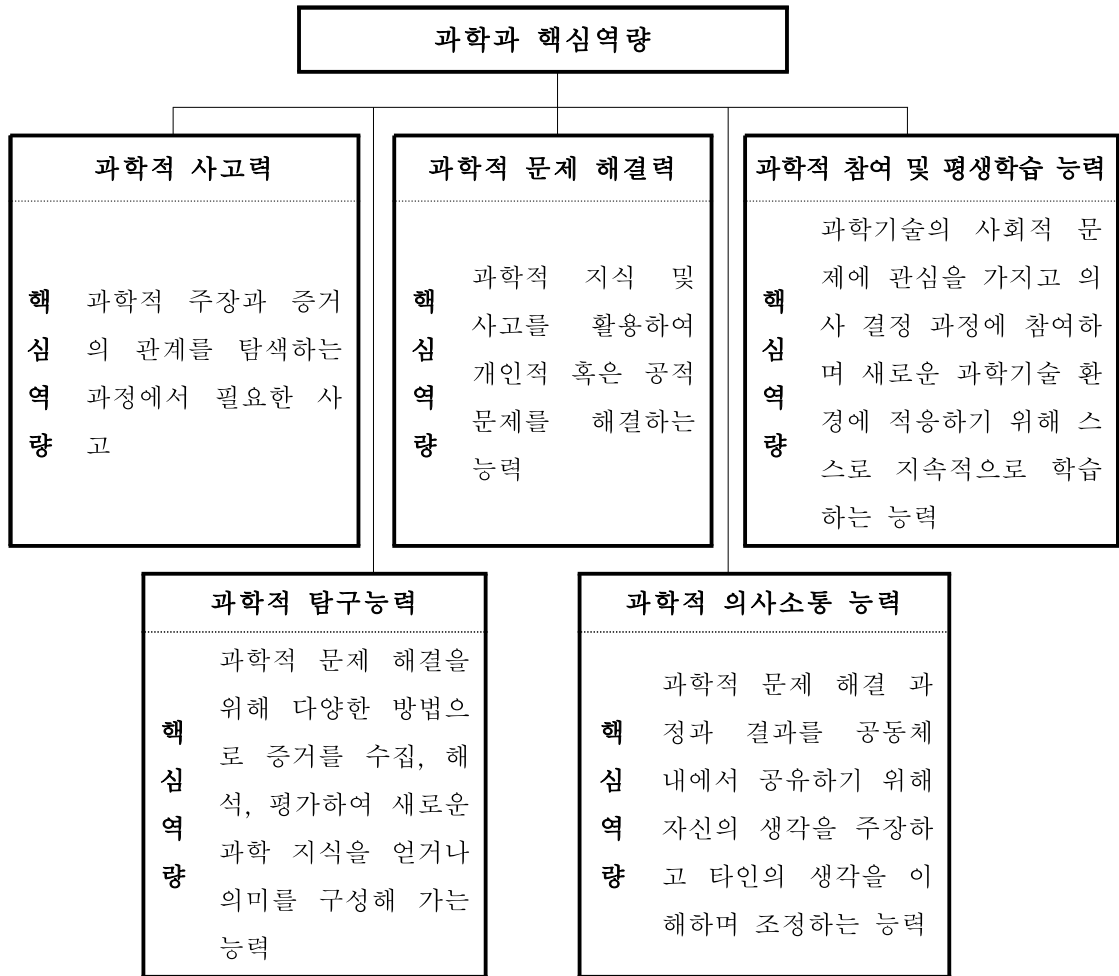 과학과 핵심역량
과학적 사고력
핵
심
역
량
과학적 주장과 증거
의 관계를 탐색하는
과정에서 필요한 사
고
과학적 문제 해결력
핵
심
역
량
과학적 지식 및
사고를 활용하여
개인적 혹은 공적
문제를 해결하는
능력
과학적 참여 및 평생학습 능력
핵
심
역
량
과학기술의 사회적 문
제에 관심을 가지고 의
사 결정 과정에 참여하
며 새로운 과학기술 환
경에 적응하기 위해 스
스로 지속적으로 학습
하는 능력
과학적 탐구능력
핵
심
역
량
과학적 문제 해결을
위해 다양한 방법으
로 증거를 수집, 해
석, 평가하여 새로운
과학 지식을 얻거나
의미를 구성해 가는
능력
과학적 의사소통 능력
핵
심
역
량
과학적 문제 해결 과
정과 결과를 공동체
내에서 공유하기 위해
자신의 생각을 주장하
고 타인의 생각을 이
해하며 조정하는 능력